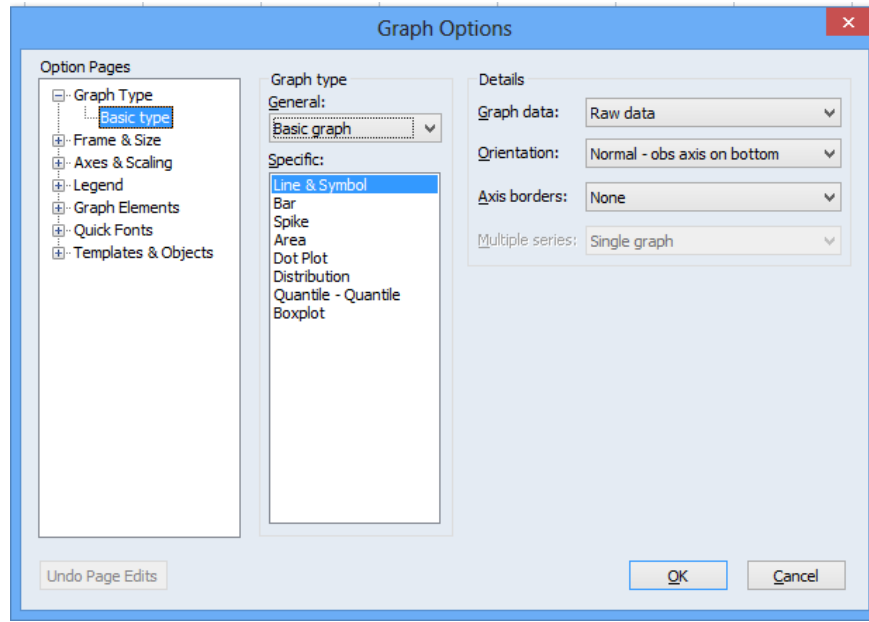 Graph Options
Option Pages
Graph Type
Basic type
Frame & Size
Axes & Scaling
Legend
Graph Elements
Quick Fonts
Templates & Objects
Graph type
General:
Basic graph
Specific:
Line & Symbol
Bar
Spike
Area
Dot Plot
Distribution
Quantile - Quantile
Boxplot
Details
Graph data: Raw data
Orientation: Normal - obs axis on bottom
Axis borders: None
Multiple series: Single graph
Undo Page Edits
OK
Cancel